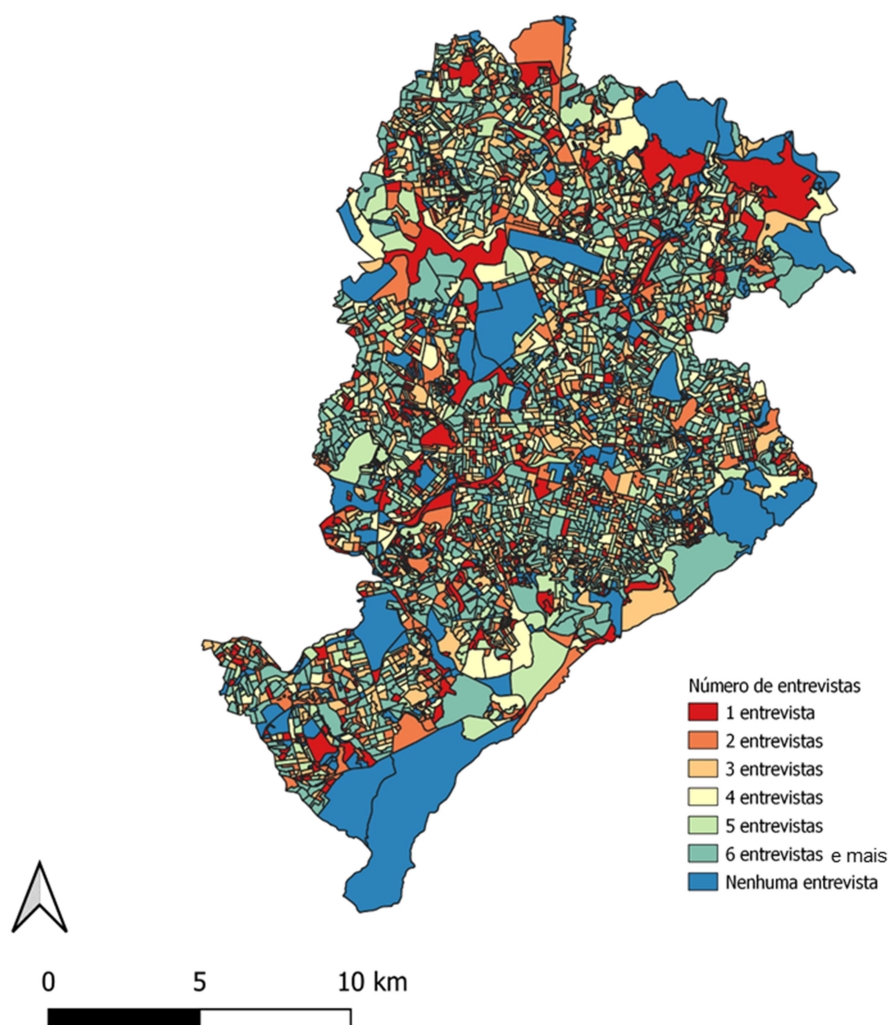 Número de entrevistas
1 entrevista
2 entrevistas
3 entrevistas
4 entrevistas
5 entrevistas
6 entrevistas e mais
Nenhuma entrevista
0 5 10 km